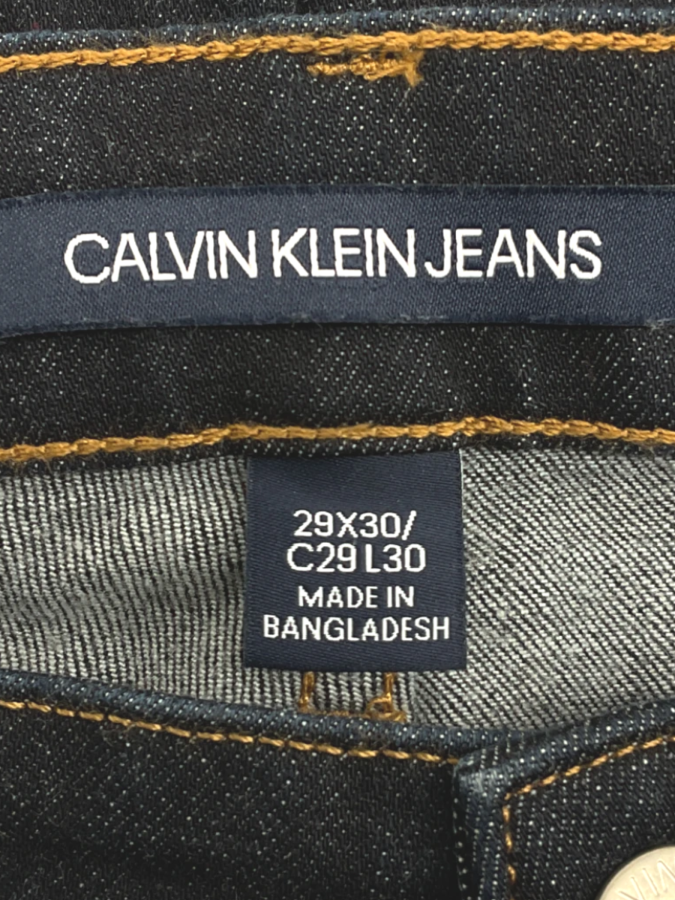 CALVIN KLEIN JEANS
29X30/
C29 L30
MADE IN
BANGLADESH